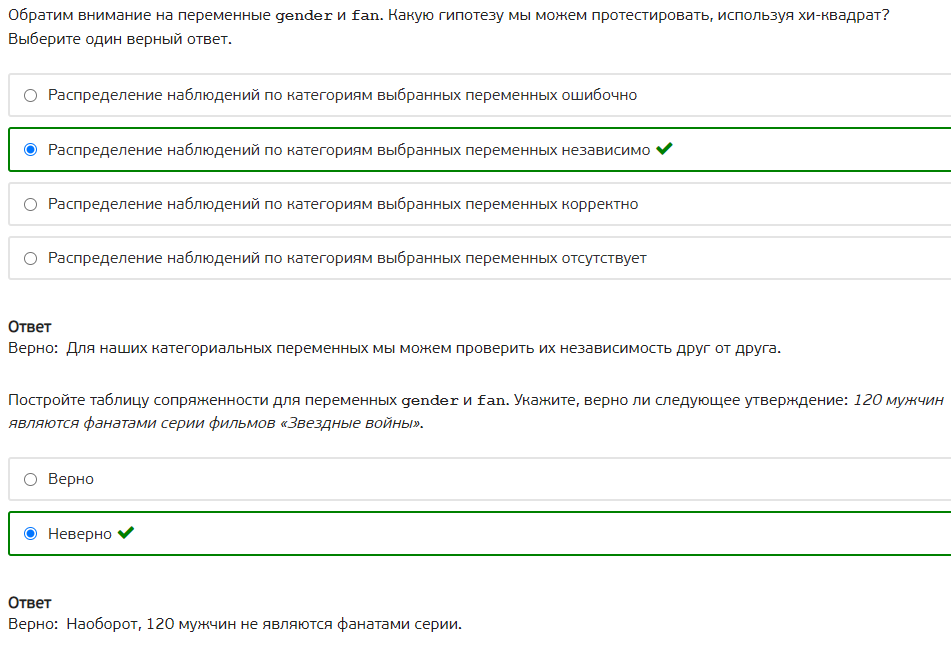 Обратим внимание на переменные gender и fan. Какую гипотезу мы можем протестировать, используя хи-квадрат?
Выберите один верный ответ.
Распределение наблюдений по категориям выбранных переменных ошибочно
Распределение наблюдений по категориям выбранных переменных независимо
Распределение наблюдений по категориям выбранных переменных корректно
Распределение наблюдений по категориям выбранных переменных отсутствует
Ответ
Верно: Для наших категориальных переменных мы можем проверить их независимость друг от друга.
Постройте таблицу сопряженности для переменных gender и fan. Укажите, верно ли следующее утверждение: 120 мужчин
являются фанатами серии фильмов «Звездные войны».
Верно
Неверно
Ответ
Верно: Наоборот, 120 мужчин не являются фанатами серии.